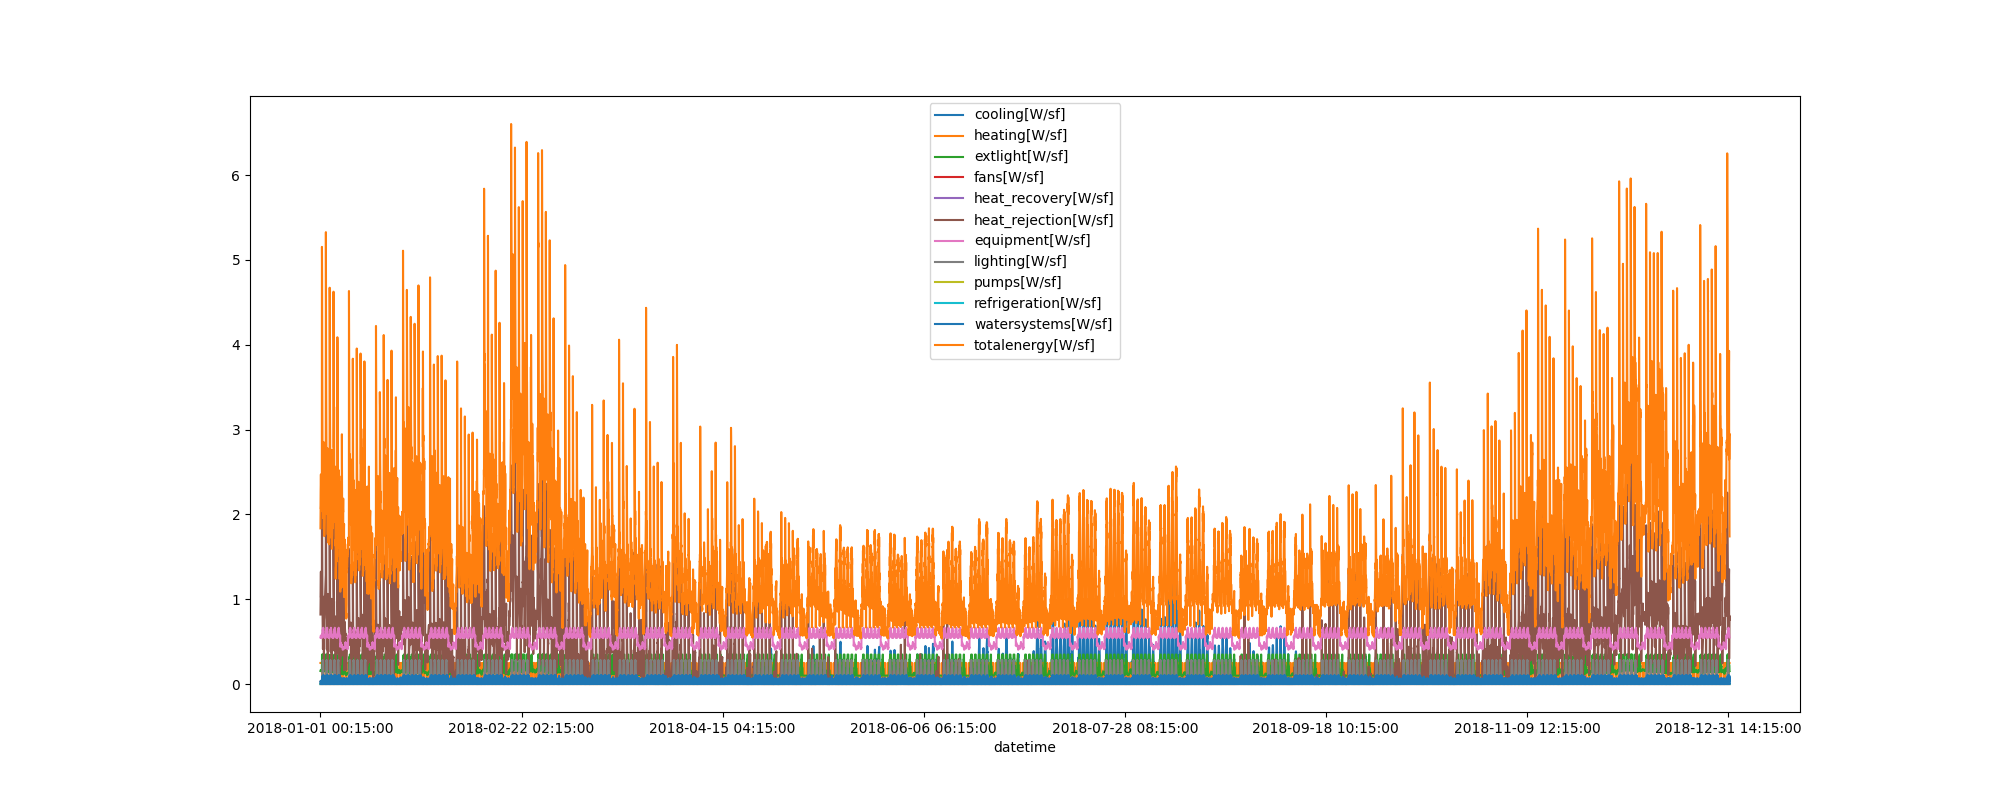 cooling[W/sf]
heating[W/sf]
extlight[W/sf]
fans[W/sf]
heat_recovery[W/sf]
heat_rejection[W/sf]
equipment[W/sf]
lighting[W/sf]
pumps[W/sf]
refrigeration[W/sf]
watersystems[W/sf]
totalenergy[W/sf]
6
5
4
3
2
1
0
2018-01-01 00:15:00 2018-02-22 02:15:00 2018-04-15 04:15:00 2018-06-06 06:15:00 2018-07-28 08:15:00 2018-09-18 10:15:00 2018-11-09 12:15:00 2018-12-31 14:15:00
datetime